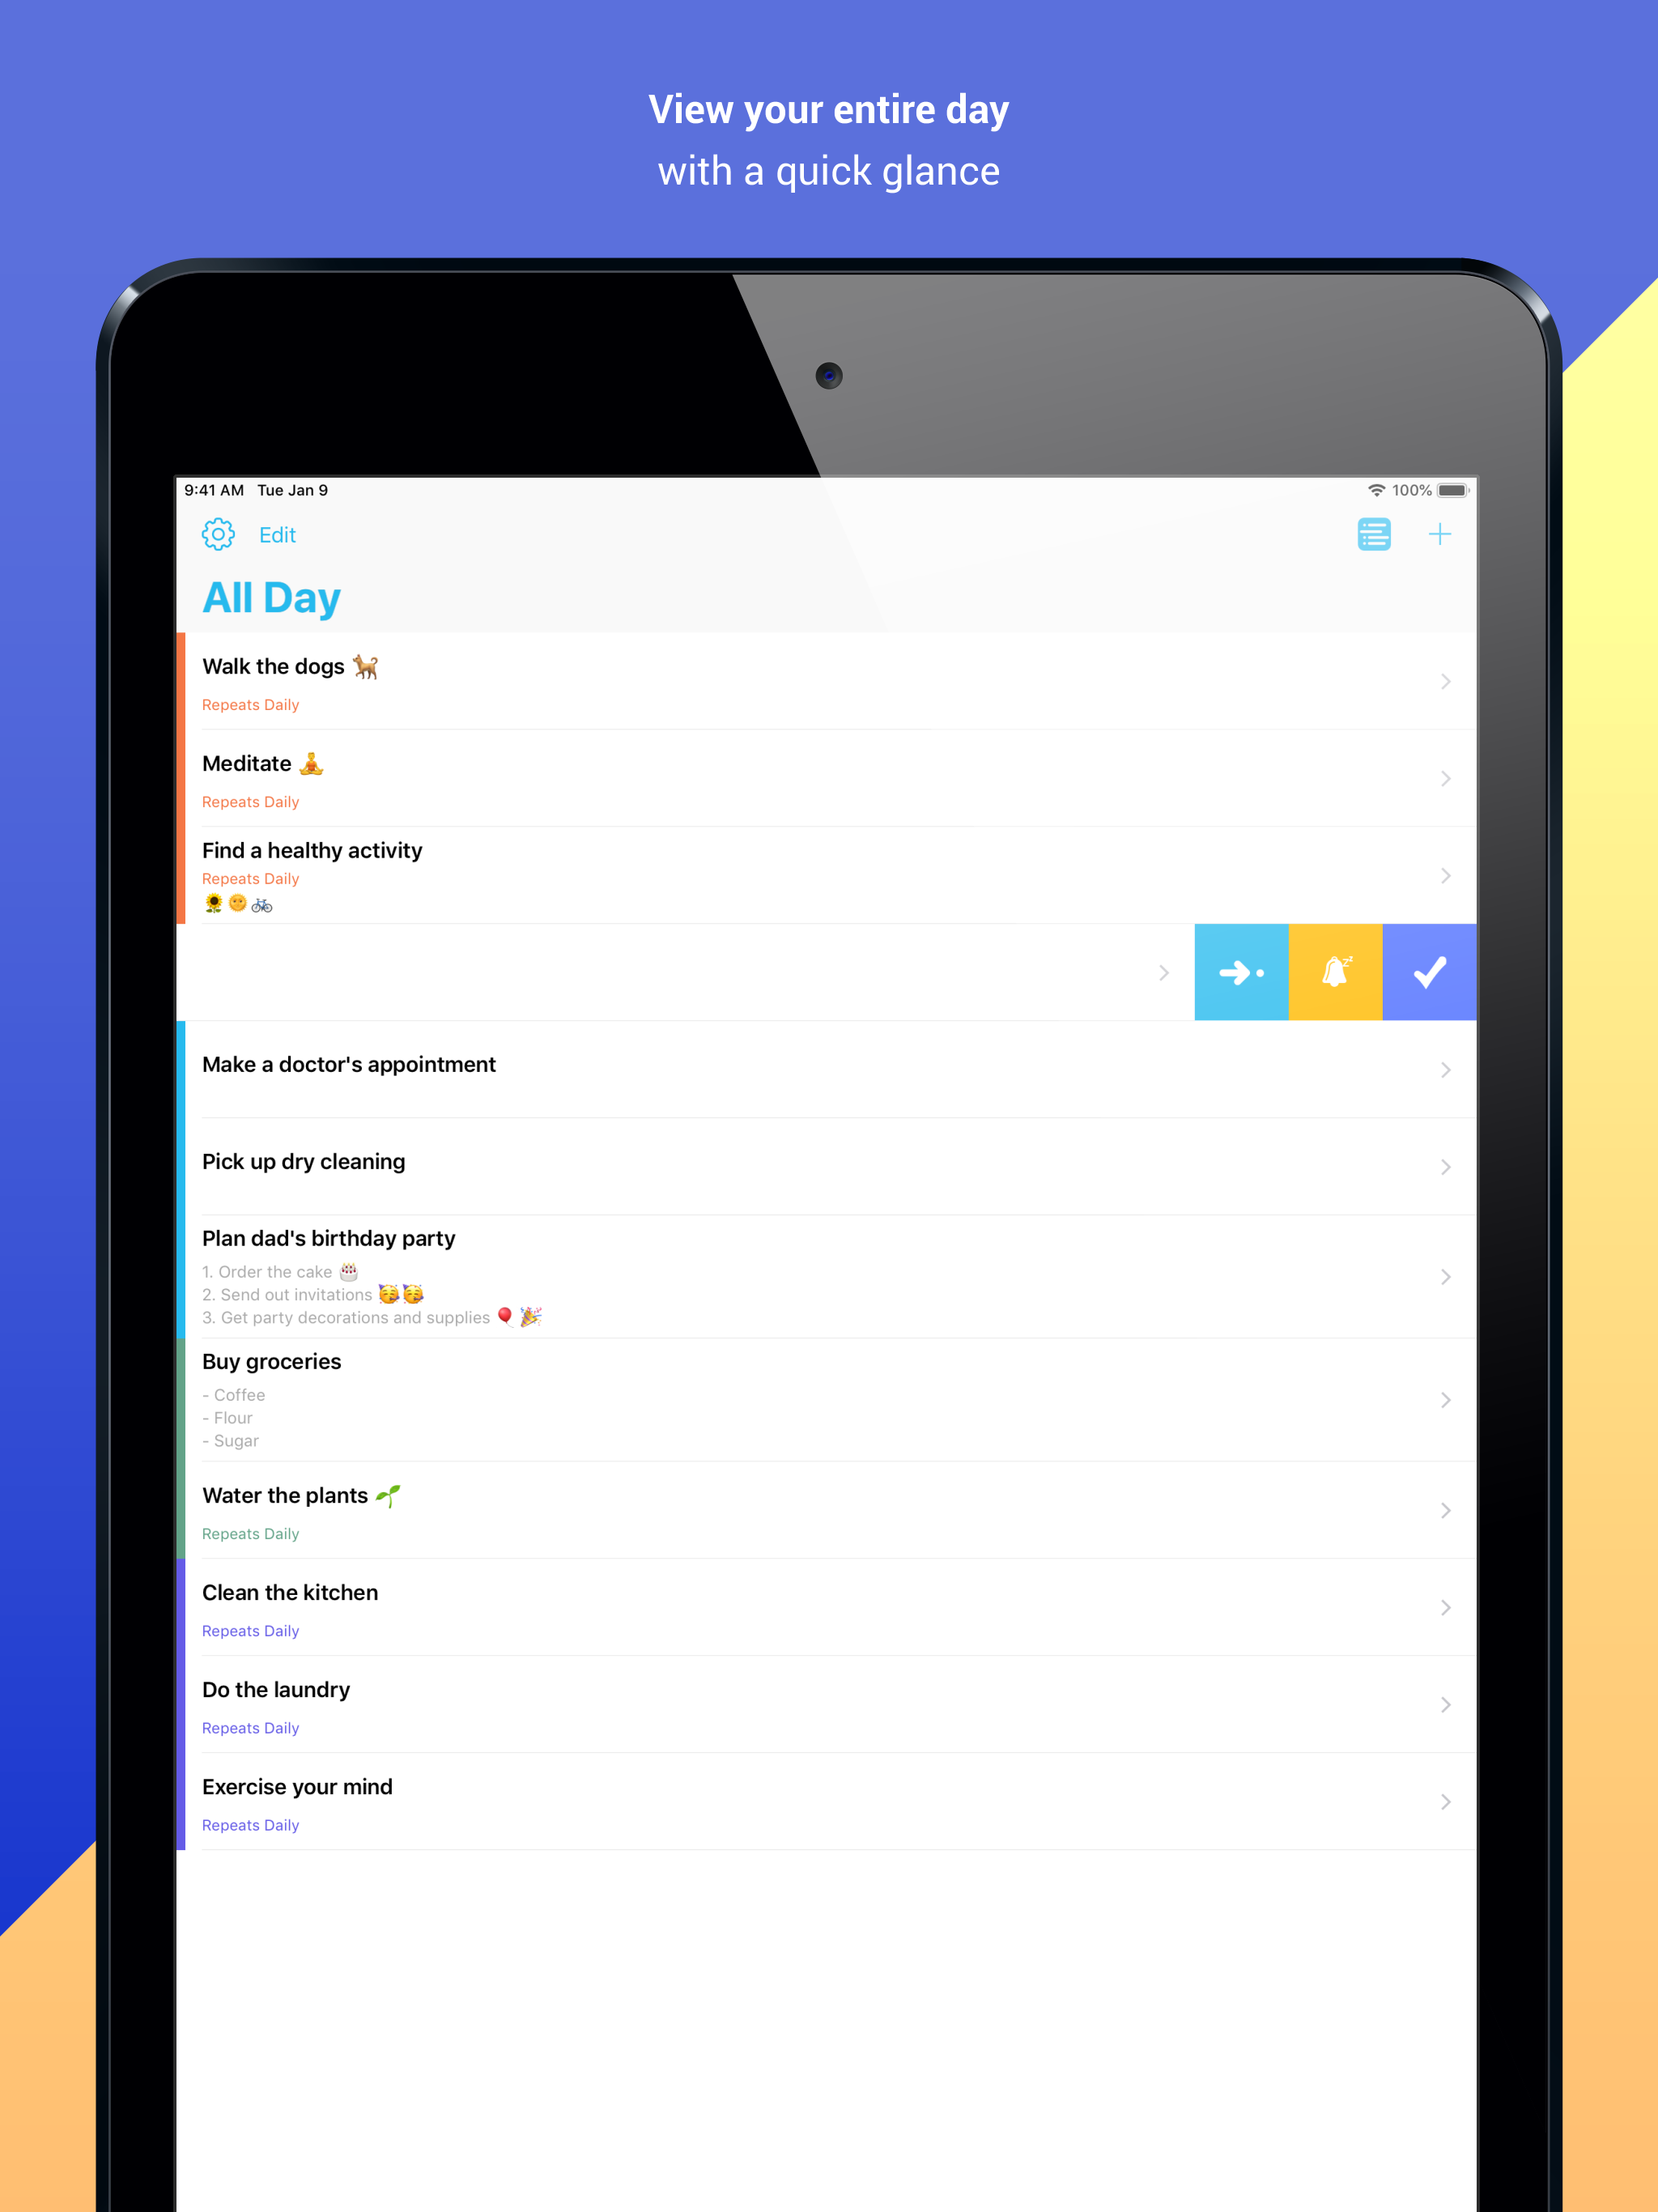 View your entire day
with a quick glance
9:41 AM Tue Jan 9
100%
Edit
All Day
Walk the dogs 🐕
Repeats Daily
Meditate 🧘
Repeats Daily
Find a healthy activity
Repeats Daily
🌻🌞🚲
zz
Make a doctor's appointment
Pick up dry cleaning
Plan dad's birthday party
1. Order the cake 🎂
2. Send out invitations 🥳🥳
3. Get party decorations and supplies 🎈🎉
Buy groceries
- Coffee
- Flour
- Sugar
Water the plants 🌱
Repeats Daily
Clean the kitchen
Repeats Daily
Do the laundry
Repeats Daily
Exercise your mind
Repeats Daily